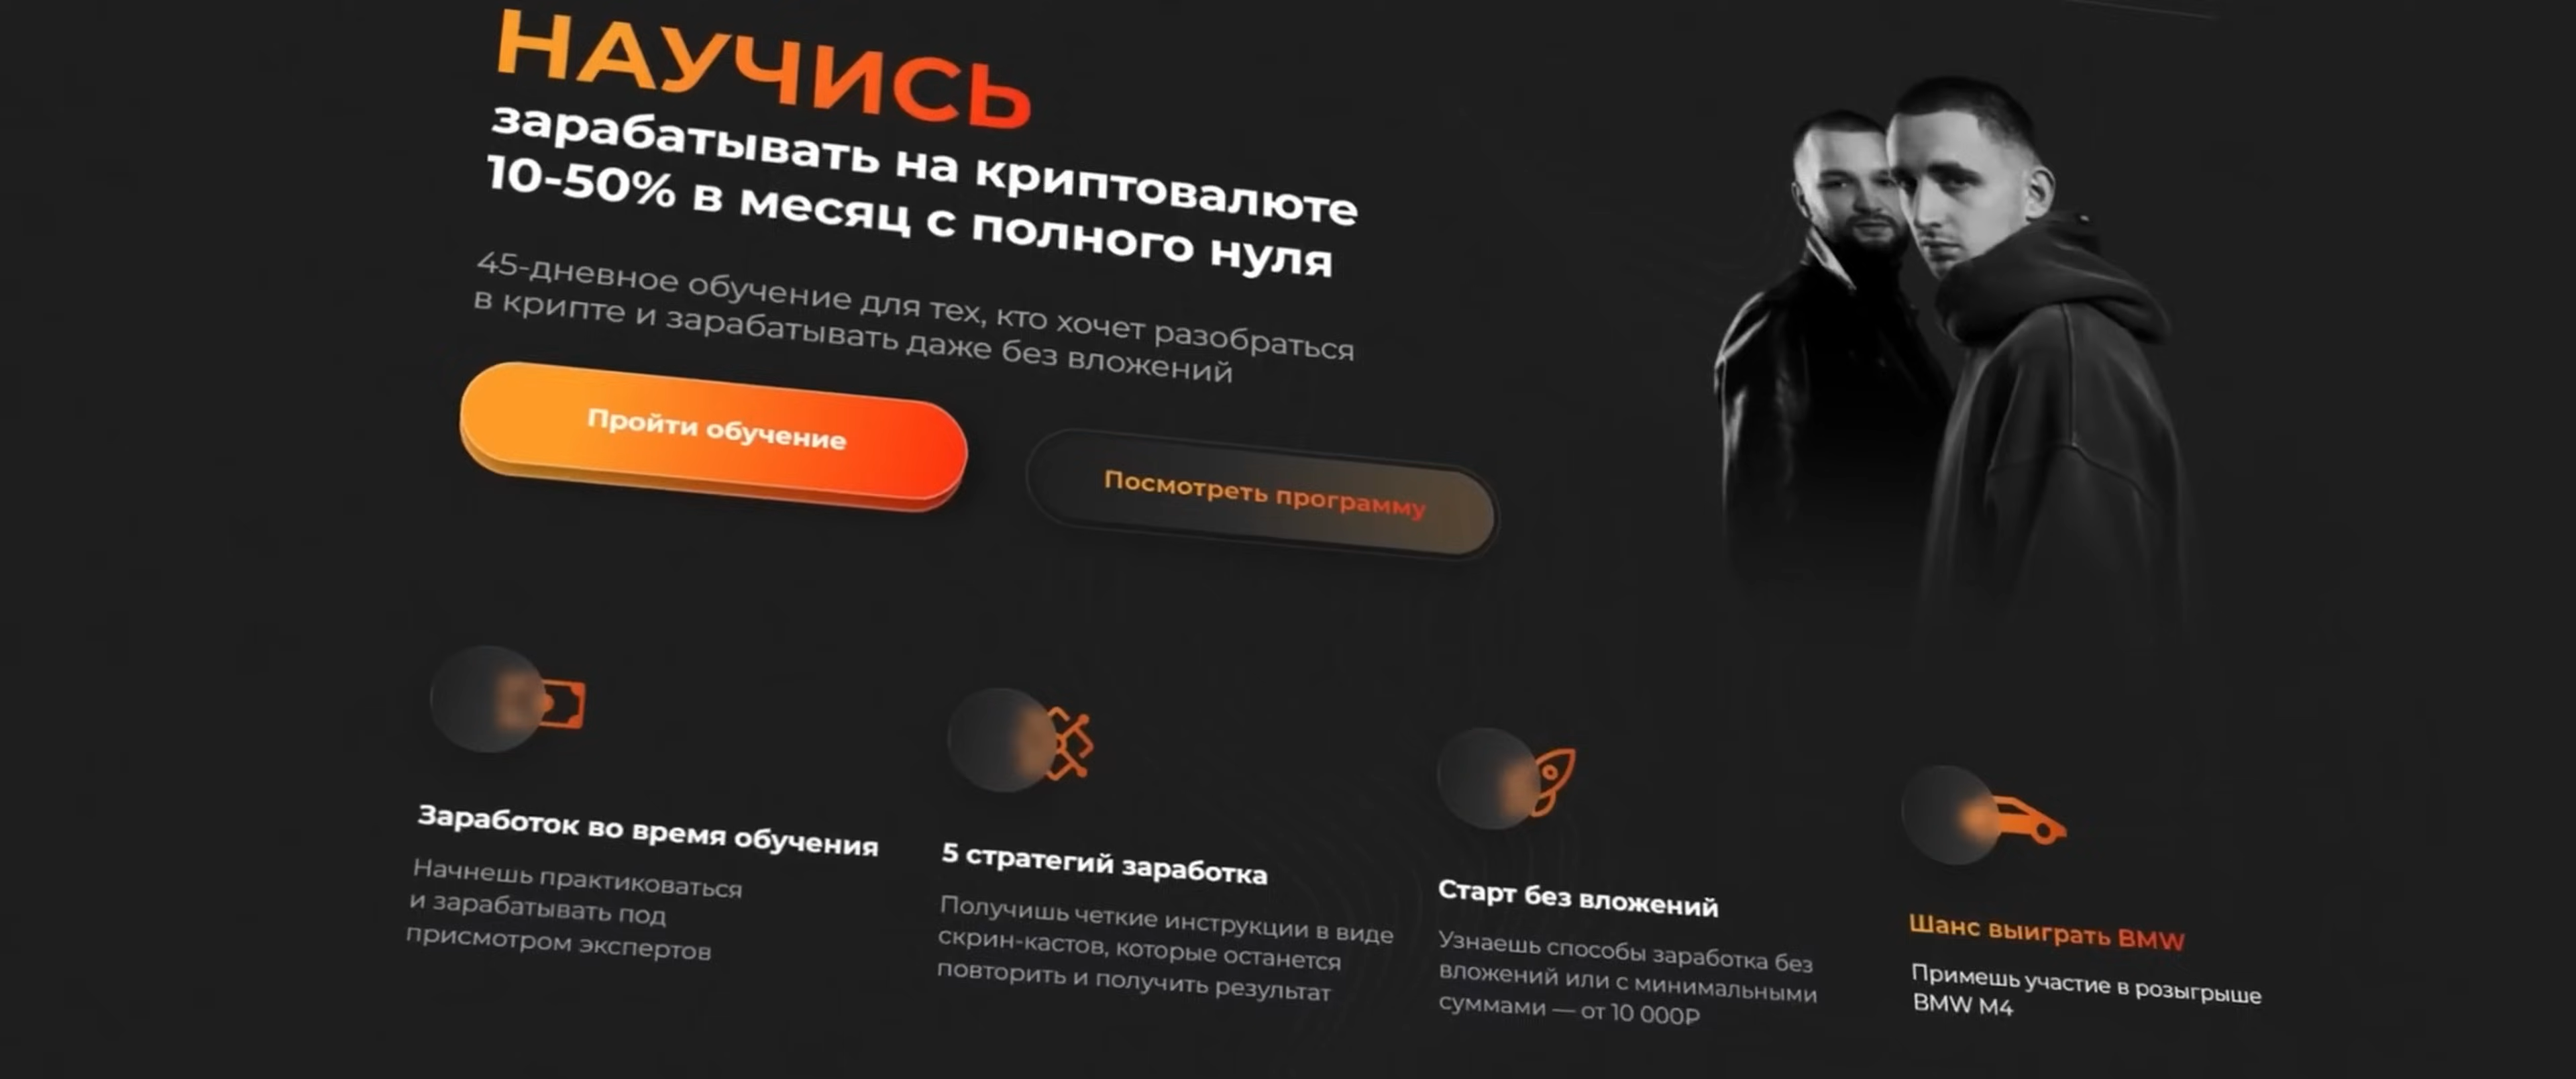 НАУЧИСЬ
зарабатывать на криптовалюте
10-50% в месяц с полного нуля
45-дневное обучение для тех, кто хочет разобраться
в крипте и зарабатывать даже без вложений
Пройти обучение
Посмотреть программу
Заработок во время обучения
Начнешь практиковаться
и зарабатывать под
присмотром экспертов
5 стратегий заработка
Получишь четкие инструкции в виде
скрин-кастов, которые останется
повторить и получить результат
Старт без вложений
Узнаешь способы заработка без
вложений или с минимальными
суммами — от 10 000₽
Шанс выиграть BMW
Примешь участие в розыгрыше
BMW M4